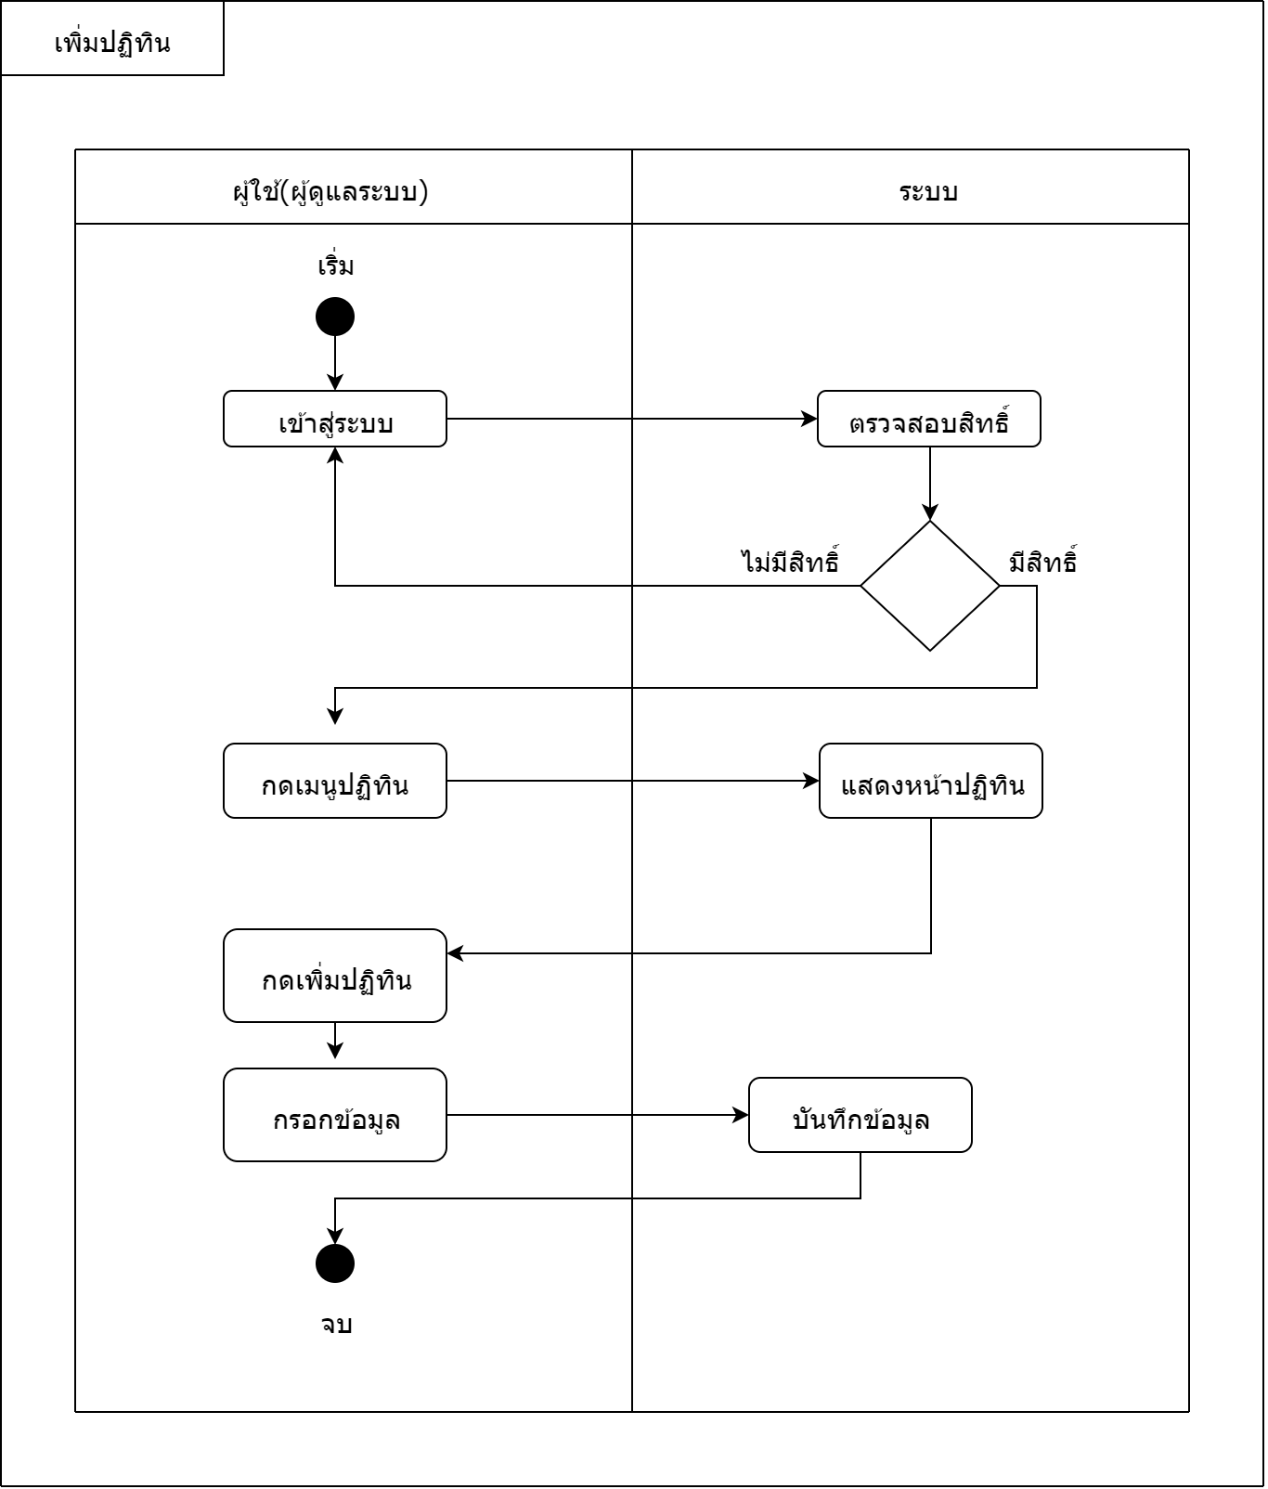 เพิ่มปฏิทิน
ผู้ใช้(ผู้ดูแลระบบ)
ระบบ
เริ่ม
เข้าสู่ระบบ
ตรวจสอบสิทธิ์
ไม่มีสิทธิ์
มีสิทธิ์
กดเมนูปฏิทิน
แสดงหน้าปฏิทิน
กดเพิ่มปฏิทิน
กรอกข้อมูล
บันทึกข้อมูล
จบ